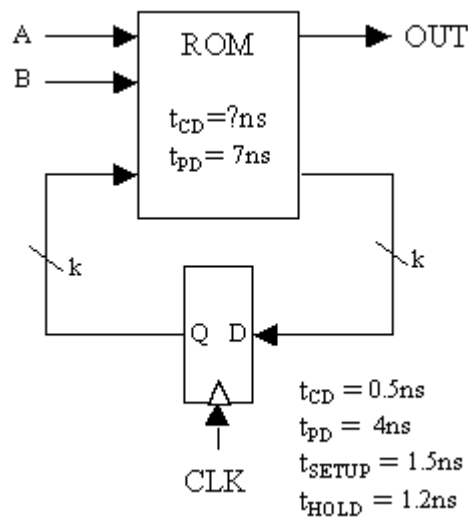 A
B
ROM
t_CD =?ns
t_PD = 7ns
OUT
k
k
Q D
CLK
t_CD = 0.5ns
t_PD = 4ns
t_SETUP = 1.5ns
t_HOLD = 1.2ns